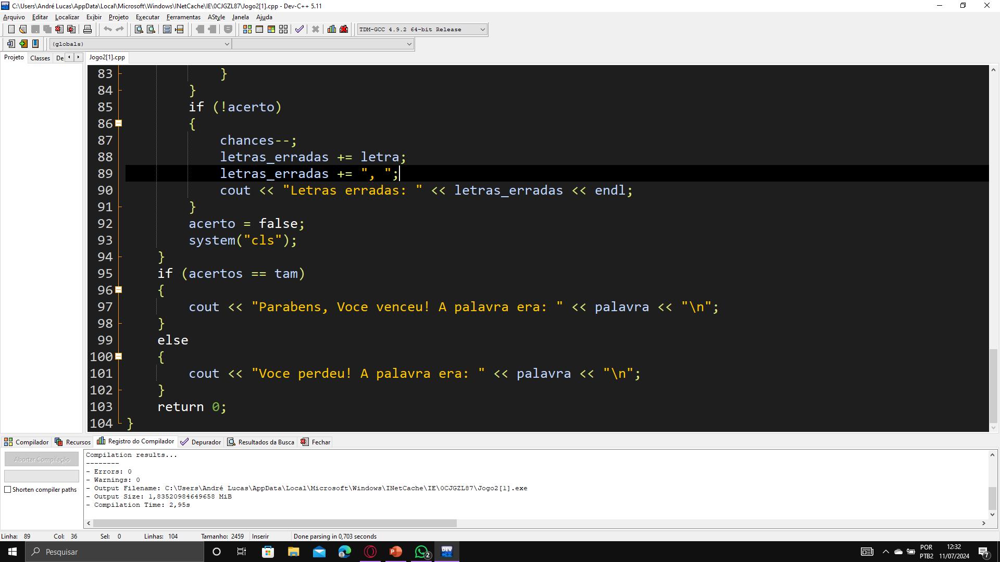 C:\Users\André Lucas\AppData\Local\Microsoft\Windows\INetCache\IE\0CJGZL87\Jogo2[1].cpp - Dev-C++ 5.11
Arquivo Editar Localizar Exibir Projeto Executar Ferramentas AStyle Janela Ajuda
TDM-GCC 4.9.2 64-bit Release
(globals)
Projeto Classes De
Jogo2[1].cpp
83 }
84 }
85 if (!acerto)
86 {
87 chances--;
88 letras_erradas += letra;
89 letras_erradas += ", ";
90 cout << "Letras erradas: " << letras_erradas << endl;
91 }
92 acerto = false;
93 system("cls");
94 }
95 if (acertos == tam)
96 {
97 cout << "Parabens, Voce venceu! A palavra era: " << palavra << "\n";
98 }
99 else
100 {
101 cout << "Voce perdeu! A palavra era: " << palavra << "\n";
102 }
103 return 0;
104 }
Compilador Recursos Registro do Compilador Depurador Resultados da Busca Fechar
Abortar Compilação
Shorten compiler paths
Compilation results...
--------
- Errors: 0
- Warnings: 0
- Output Filename: C:\Users\André Lucas\AppData\Local\Microsoft\Windows\INetCache\IE\0CJGZL87\Jogo2[1].exe
- Output Size: 1,83520984649658 MiB
- Compilation Time: 2,95s
Linha: 89 Col: 36 Sel: 0 Linhas: 104 Tamanho: 2459 Inserir Done parsing in 0,703 seconds
Pesquisar
2
DEV
POR
PTB2
12:32
11/07/2024
7